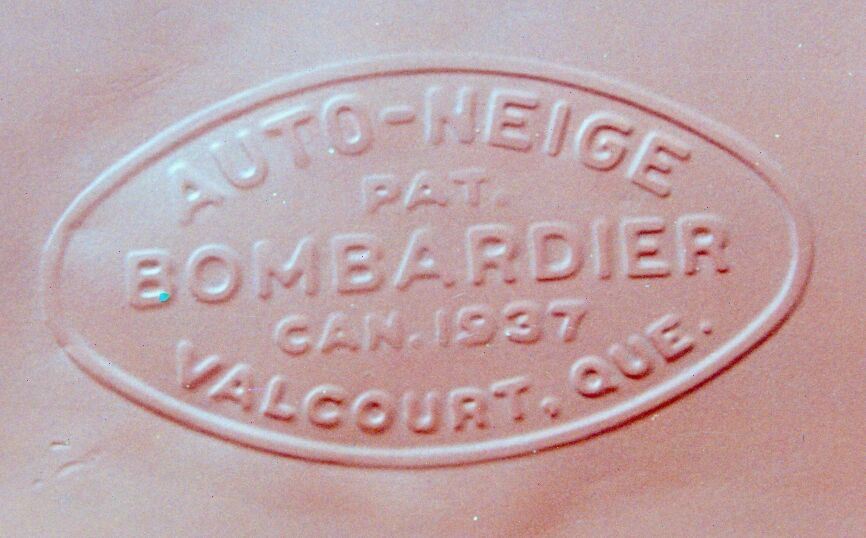 AUTO-NEIGE
PAT.
BOMBARDIER
CAN. 1937
VALCOURT, QUE.